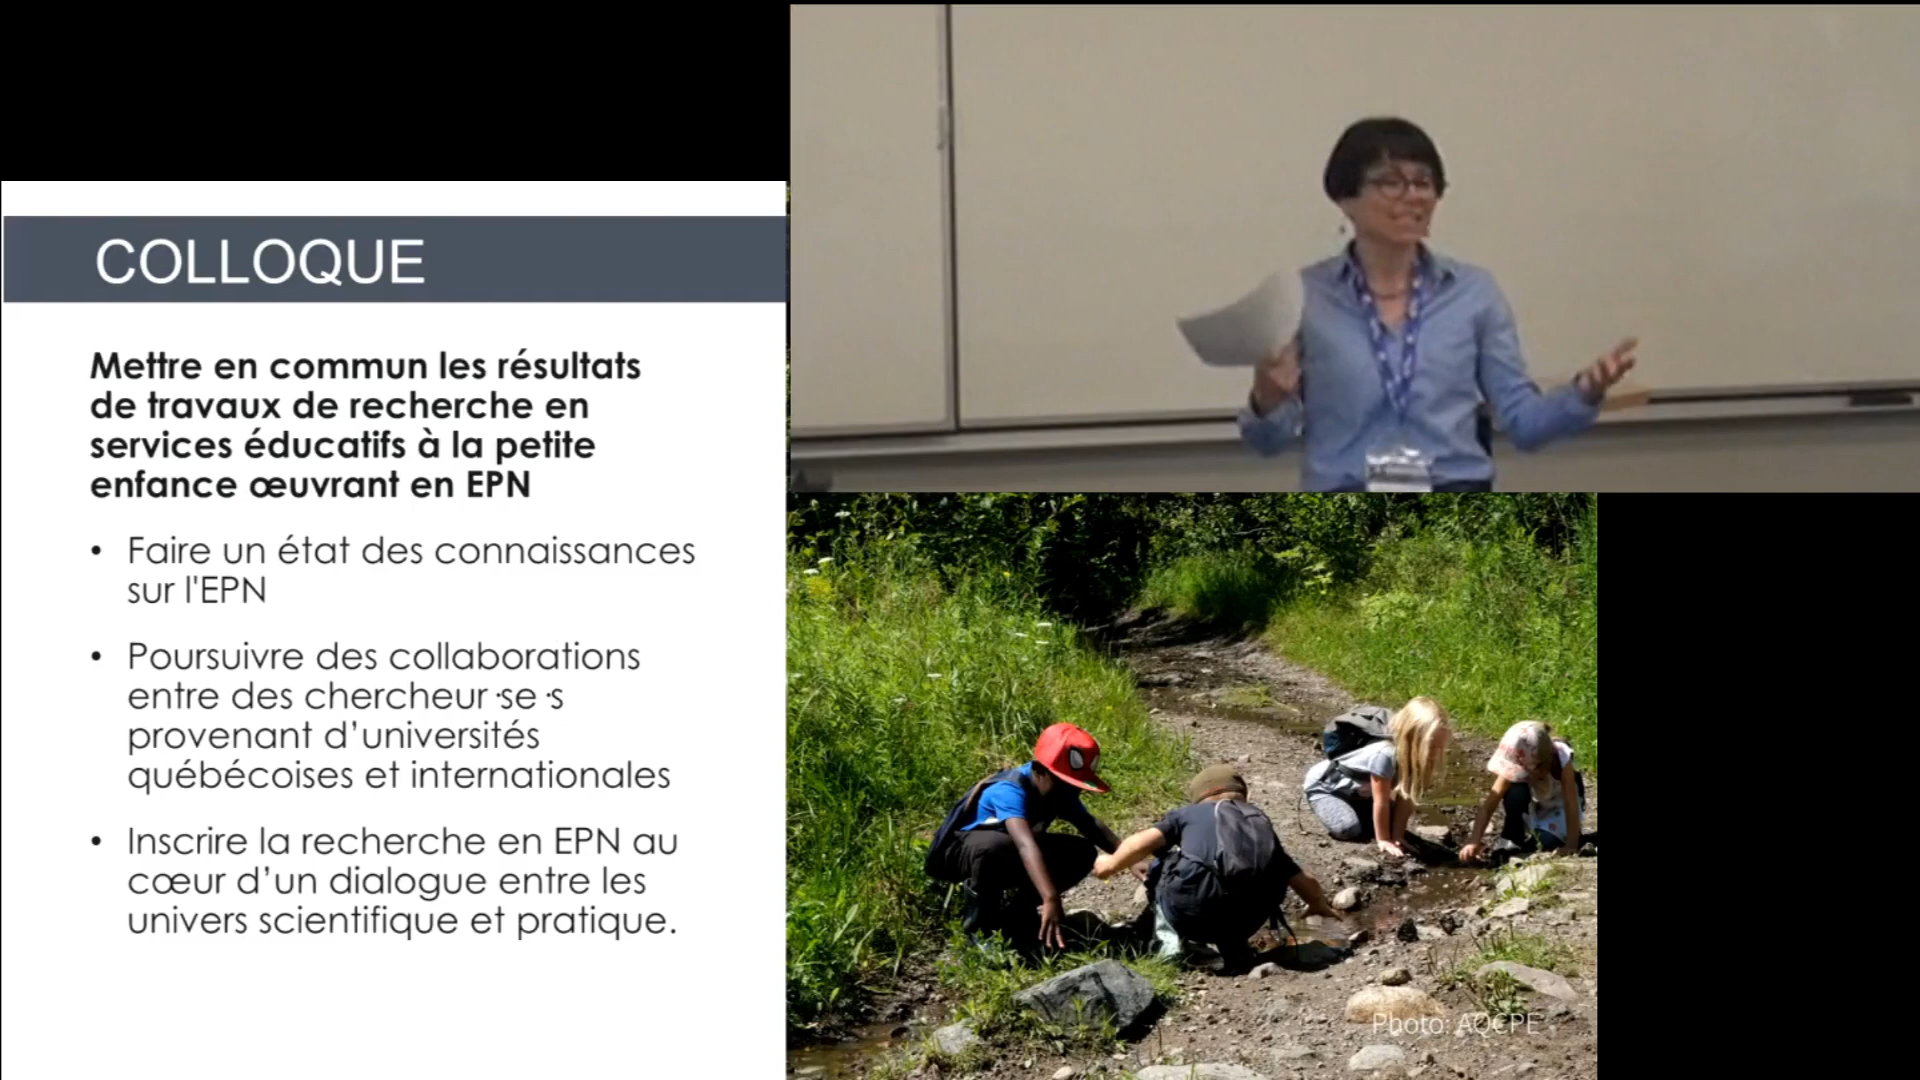 COLLOQUE
Mettre en commun les résultats
de travaux de recherche en
services éducatifs à la petite
enfance œuvrant en EPN
• Faire un état des connaissances
sur l'EPN
• Poursuivre des collaborations
entre des chercheur·se·s
provenant d’universités
québécoises et internationales
• Inscrire la recherche en EPN au
cœur d’un dialogue entre les
univers scientifique et pratique.
Photo: AQCPE